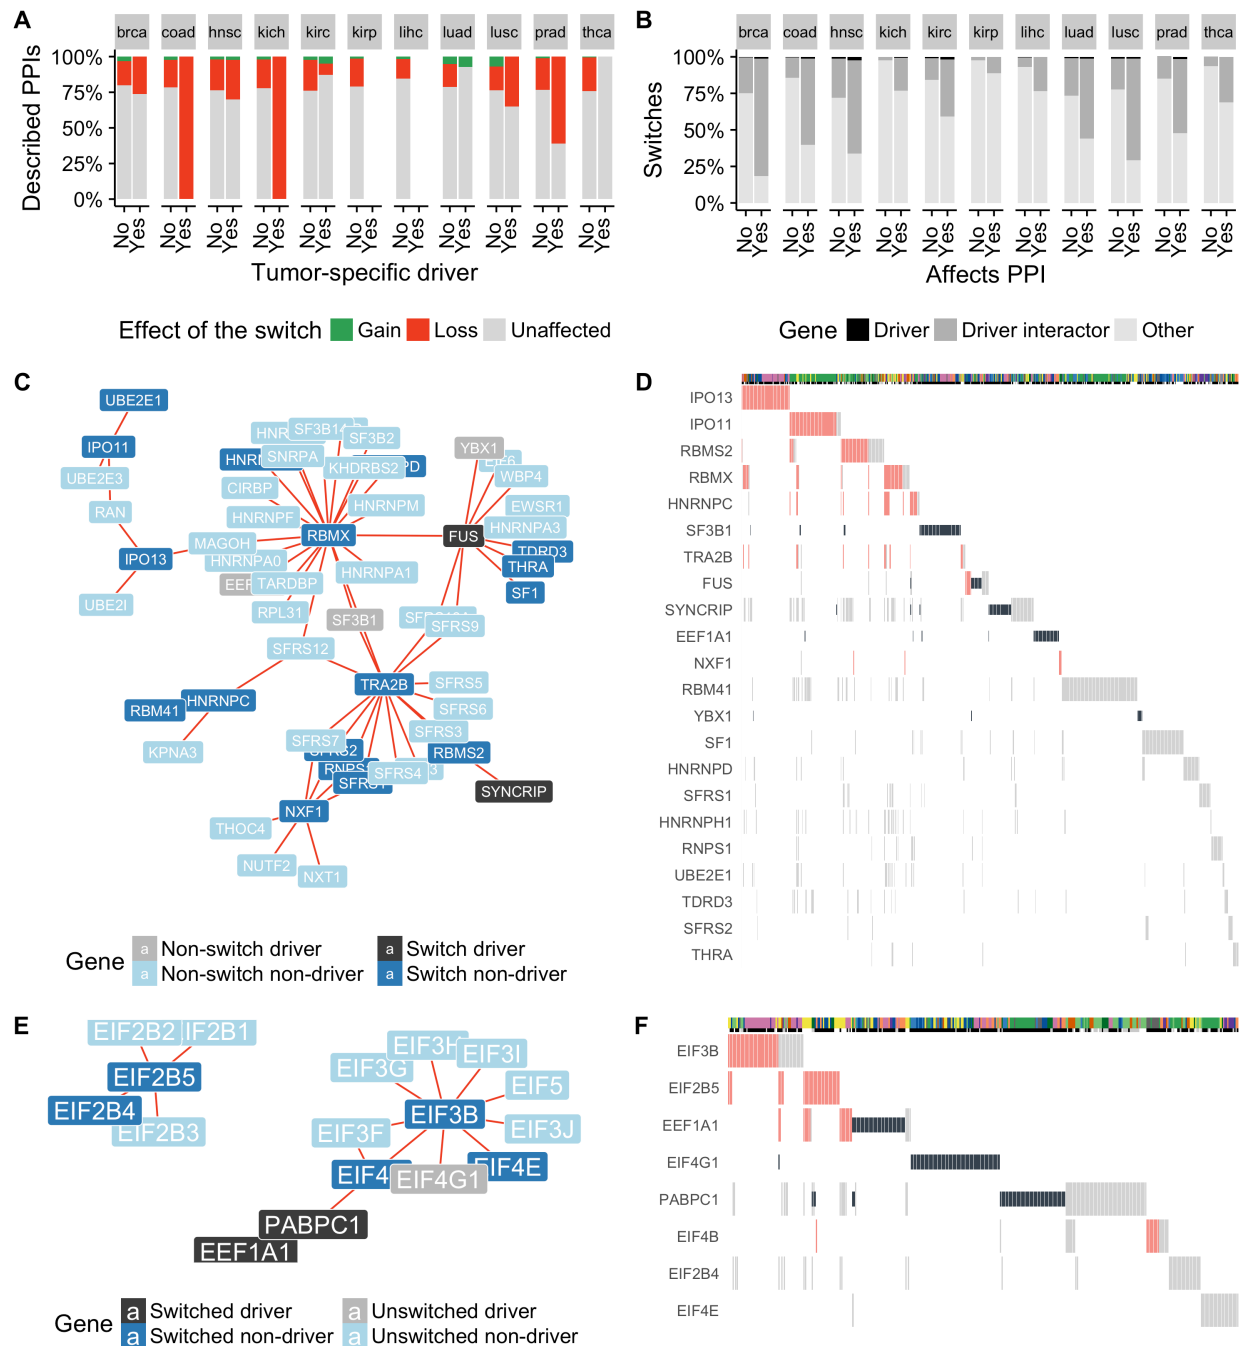 A
brca coad hnsc kich kirc kirp lihc luad lusc prad thca
Described PPIs
100%
75%
50%
25%
0%
No Yes No Yes No Yes No Yes No Yes No Yes No Yes No Yes No Yes No Yes No Yes
Tumor-specific driver
Effect of the switch Gain Loss Unaffected
B
brca coad hnsc kich kirc kirp lihc luad lusc prad thca
Switches
100%
75%
50%
25%
0%
No Yes No Yes No Yes No Yes No Yes No Yes No Yes No Yes No Yes No Yes No Yes
Affects PPI
Gene Driver Driver interactor Other
C
UBE2E1
IPO11
UBE2E3
RAN
IPO13
UBE2I
SF3B2
SNRPA
KHDRBS2
CIRBP
HNRNPM
HNRNPF
RBMX
MAGOH
HNRNPA0
TARDBP
HNRNPA1
RPL31
SF3B1
SFRS12
YBX1
WBP4
EWSR1
HNRNPA3
FUS
TDRD3
THRA
SF1
SFRS9
TRA2B
SFRS5
SFRS6
SFRS3
RBMS2
SYNCRIP
HNRNPC
RBM41
KPNA3
SFRS7
SFRS2
SFRS4
SFRS1
NXF1
THOC4
NUTF2
NXT1
Gene
a Non-switch driver
a Switch driver
a Non-switch non-driver
a Switch non-driver
D
IPO13
IPO11
RBMS2
RBMX
HNRNPC
SF3B1
TRA2B
FUS
SYNCRIP
EEF1A1
NXF1
RBM41
YBX1
SF1
HNRNPD
SFRS1
HNRNPH1
RNPS1
UBE2E1
TDRD3
SFRS2
THRA
E
EIF2B2
EIF2B5
EIF2B4
EIF2B3
EIF3H
EIF3I
EIF3G
EIF5
EIF3B
EIF3J
EIF3F
EIF4E
EIF4G1
PABPC1
EEF1A1
Gene
a Switched driver
a Unswitched driver
a Switched non-driver
a Unswitched non-driver
F
EIF3B
EIF2B5
EEF1A1
EIF4G1
PABPC1
EIF4B
EIF2B4
EIF4E